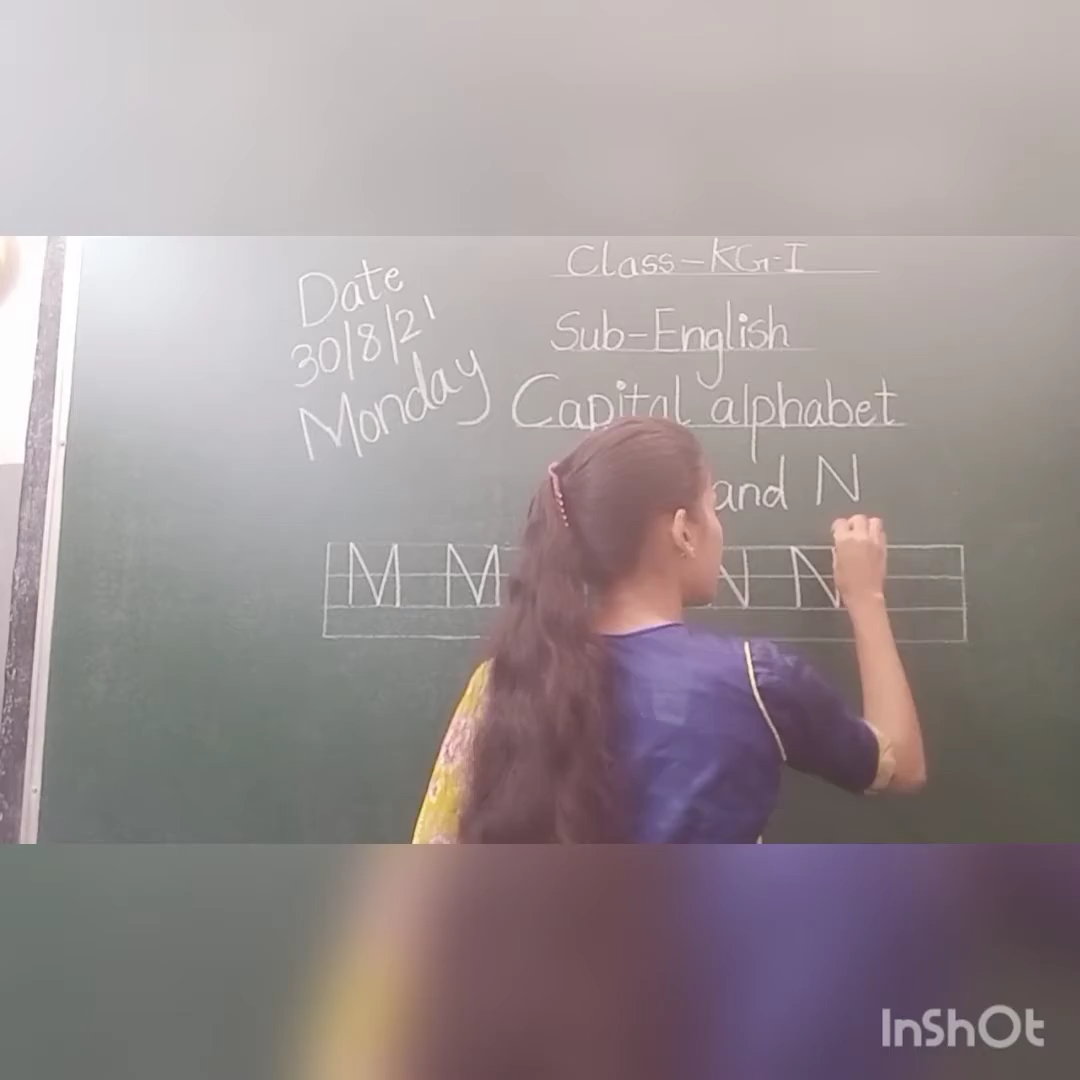 Date
30/8/21
Monday
Class-KG-I
Sub-English
Capital alphabet
and N
M M N N
InShOt